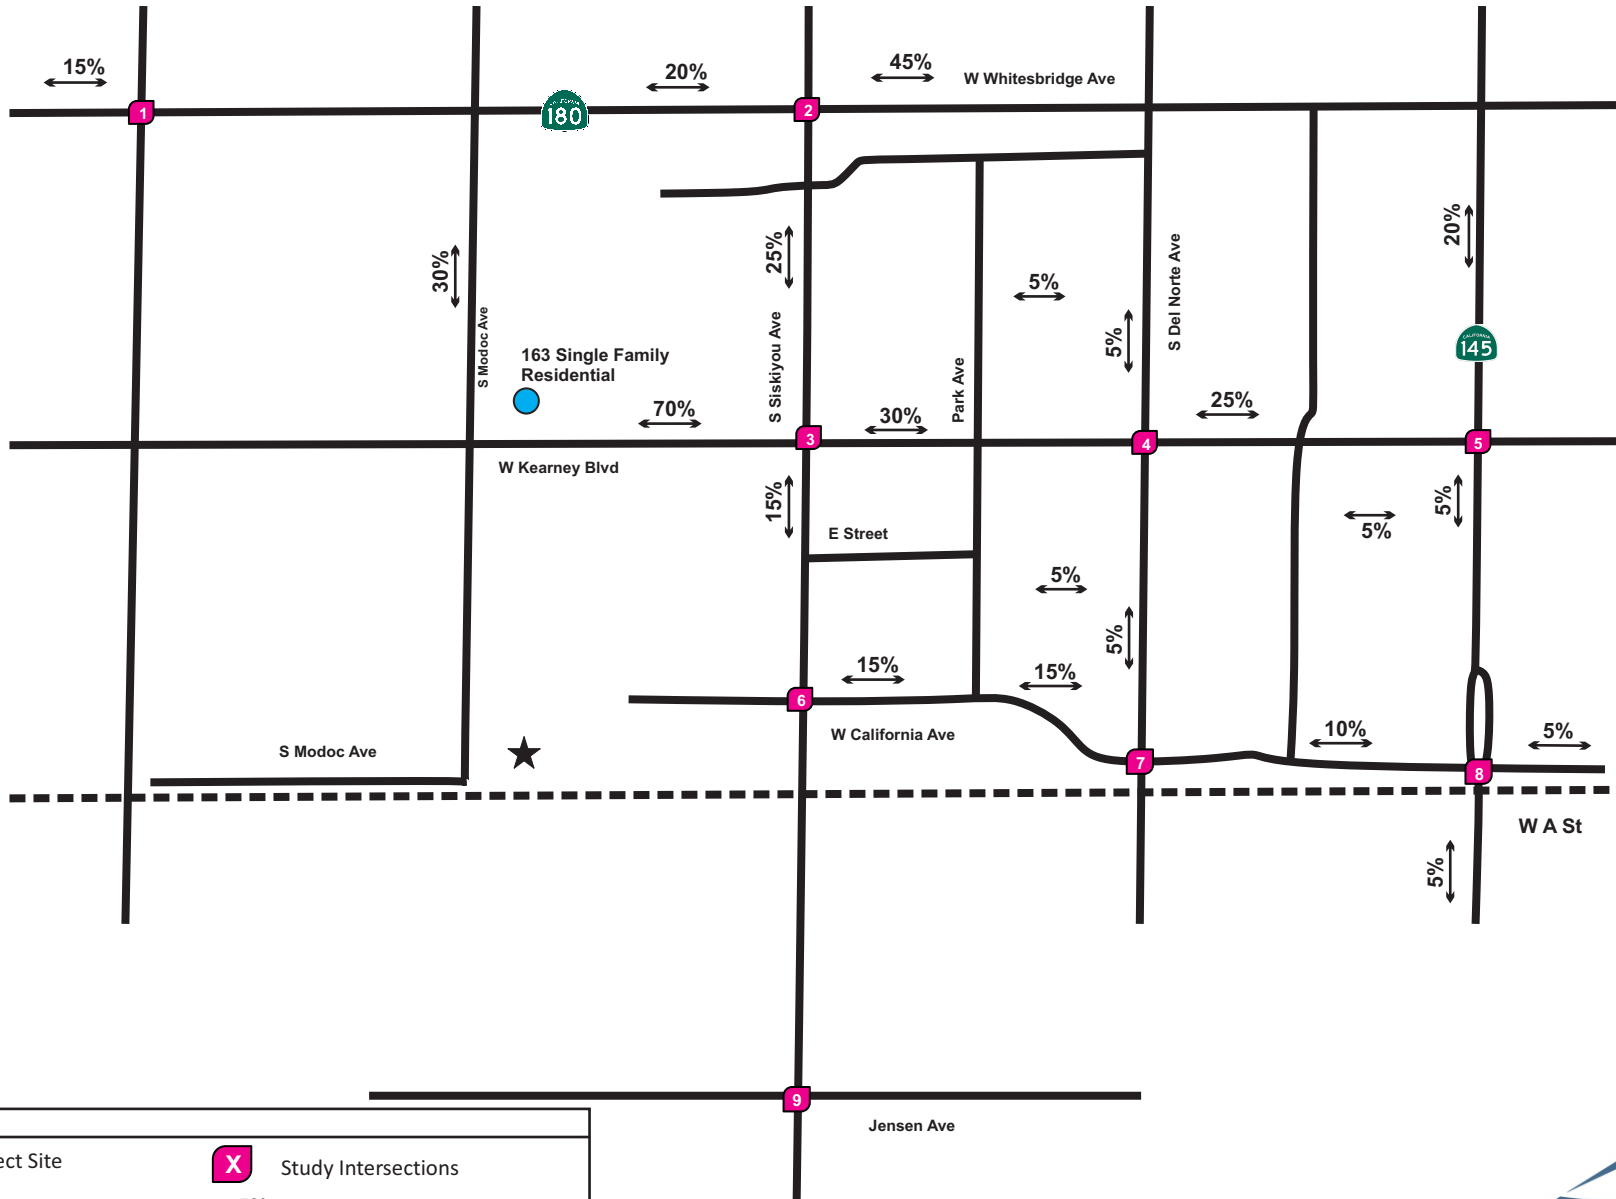 15%
20%
45%
W Whitesbridge Ave
1
CALIFORNIA
180
2
30%
S Modoc Ave
25%
S Siskiyou Ave
5%
5%
S Del Norte Ave
20%
CALIFORNIA
145
163 Single Family
Residential
Park Ave
70%
30%
25%
3
4
5
W Kearney Blvd
15%
E Street
5%
5%
5%
5%
15%
15%
6
W California Ave
S Modoc Ave
7
10%
5%
8
W A St
5%
9
Jensen Ave
ect Site
X
Study Intersections